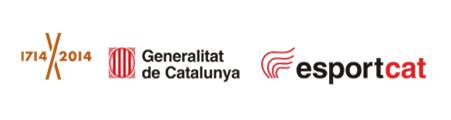 1714 2014
Generalitat
de Catalunya
esportcat